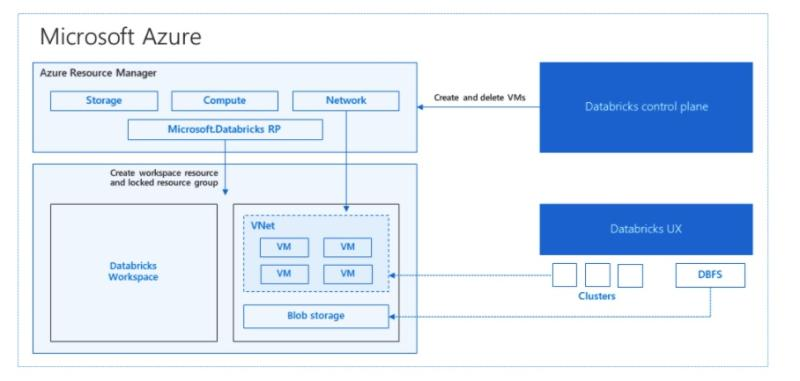 Microsoft Azure
Azure Resource Manager
Storage
Compute
Network
Microsoft.Databricks RP
Create and delete VMs
Databricks control plane
Create workspace resource
and locked resource group
Databricks
Workspace
VNet
VM
VM
VM
VM
Blob storage
Databricks UX
Clusters
DBFS